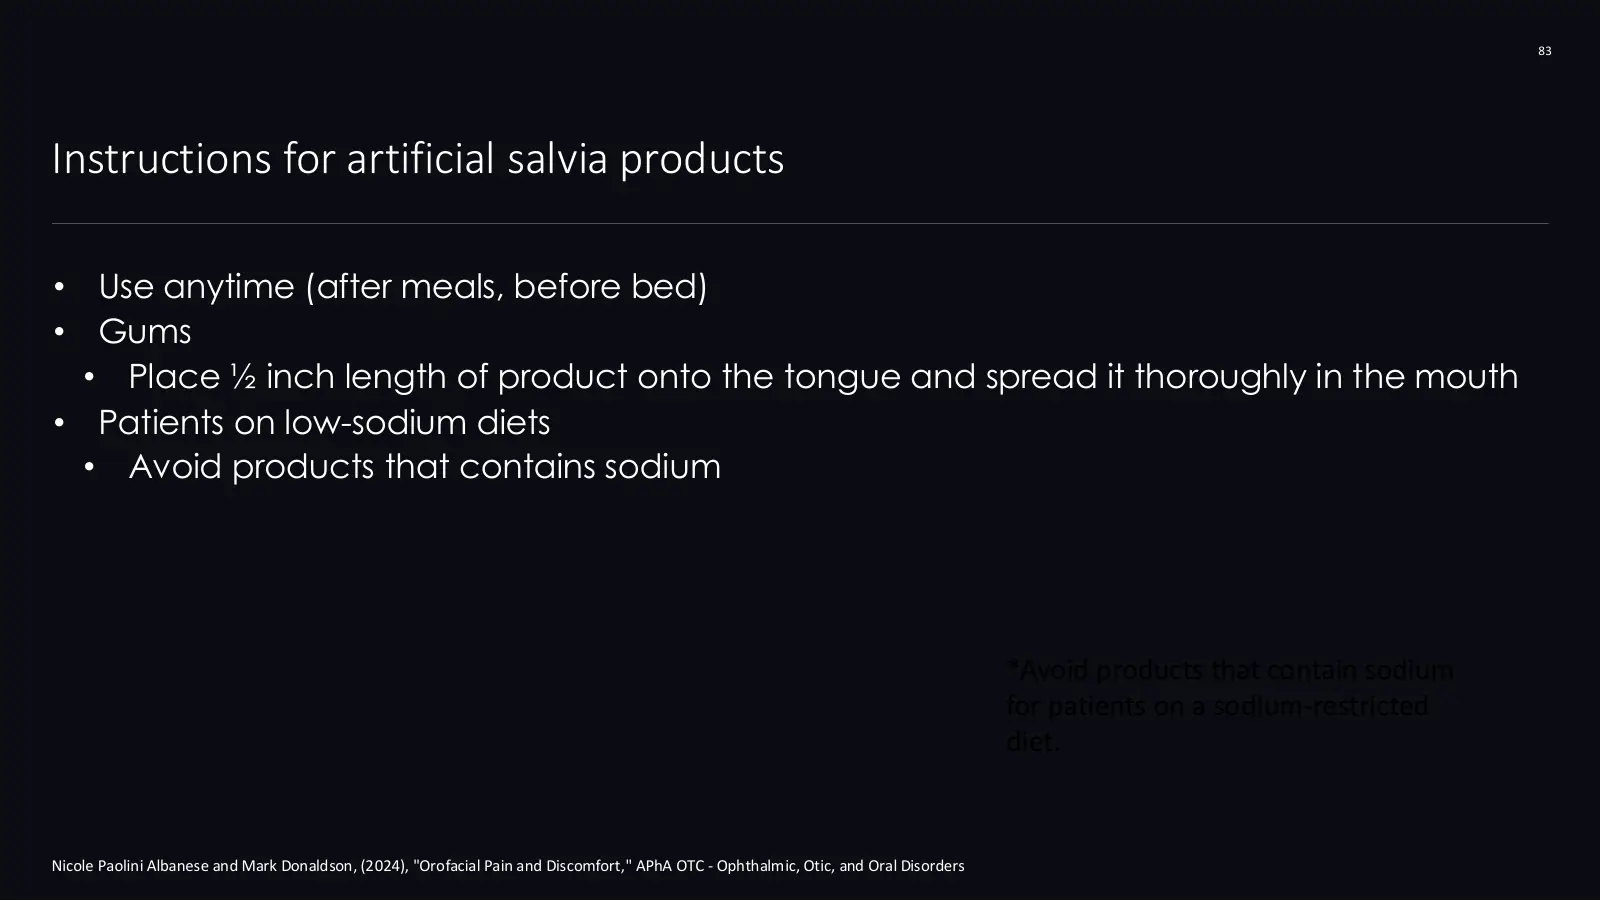 83
Instructions for artificial salvia products
• Use anytime (after meals, before bed)
• Gums
• Place ½ inch length of product onto the tongue and spread it thoroughly in the mouth
• Patients on low-sodium diets
• Avoid products that contains sodium
*Avoid products that contain sodium
for patients on a sodium-restricted
diet.
Nicole Paolini Albanese and Mark Donaldson, (2024), "Orofacial Pain and Discomfort," APhA OTC - Ophthalmic, Otic, and Oral Disorders